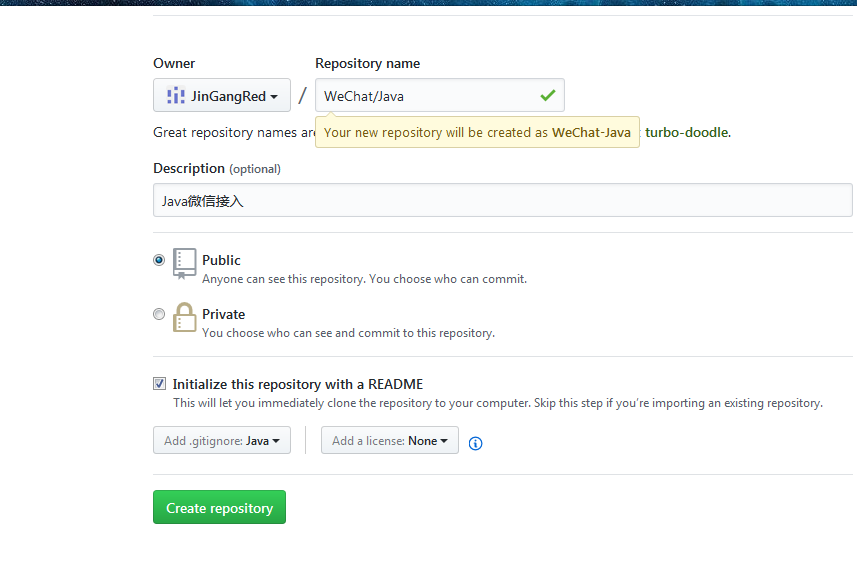 Owner
Repository name
JinGangRed
/
WeChat/Java
Great repository names are
Your new repository will be created as WeChat-Java
turbo-doodle.
Description (optional)
Java微信接入
Public
Anyone can see this repository. You choose who can commit.
Private
You choose who can see and commit to this repository.
Initialize this repository with a README
This will let you immediately clone the repository to your computer. Skip this step if you’re importing an existing repository.
Add .gitignore: Java
Add a license: None
Create repository